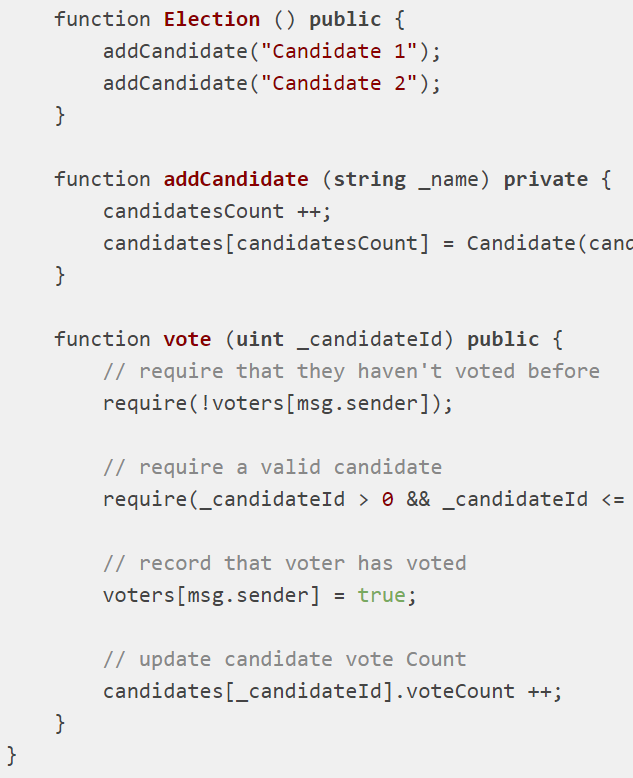 function Election () public {
addCandidate("Candidate 1");
addCandidate("Candidate 2");
}
function addCandidate (string _name) private {
candidatesCount ++;
candidates[candidatesCount] = Candidate(cand
}
function vote (uint _candidateId) public {
// require that they haven't voted before
require(!voters[msg.sender]);
// require a valid candidate
require(_candidateId > 0 && _candidateId <=
// record that voter has voted
voters[msg.sender] = true;
// update candidate vote Count
candidates[_candidateId].voteCount ++;
}
}